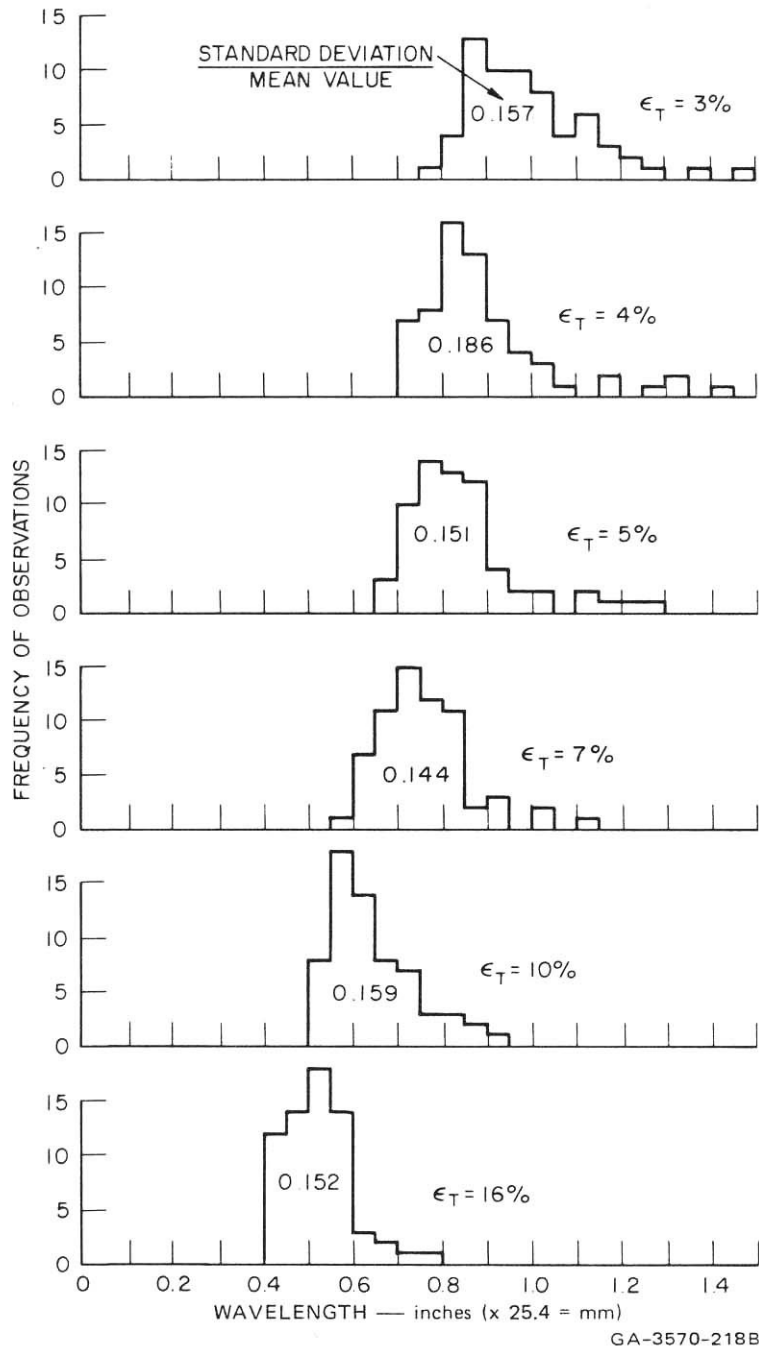 15
10
5
0
STANDARD DEVIATION
MEAN VALUE
0.157
ϵT = 3%
15
10
5
0
0.186
ϵT = 4%
15
10
5
0
0.151
ϵT = 5%
15
10
5
0
0.144
ϵT = 7%
15
10
5
0
0.159
ϵT = 10%
15
10
5
0
0.152
ϵT = 16%
FREQUENCY OF OBSERVATIONS
0 0.2 0.4 0.6 0.8 1.0 1.2 1.4
WAVELENGTH — inches (x 25.4 = mm)
GA-3570-218B